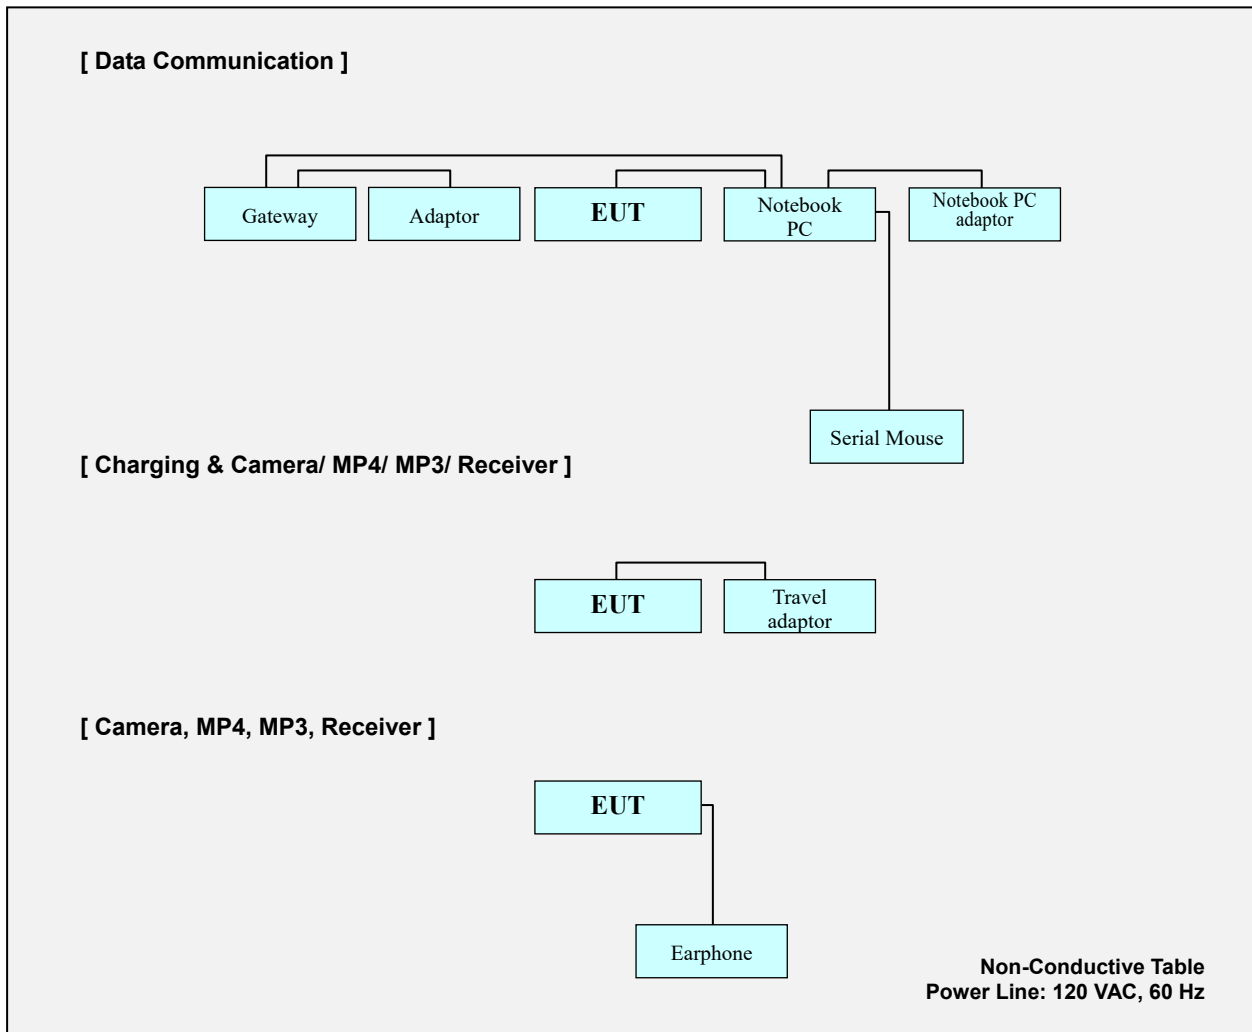 [ Data Communication ]
Gateway
Adaptor
EUT
Notebook
PC
Notebook PC
adaptor
Serial Mouse
[ Charging & Camera/ MP4/ MP3/ Receiver ]
EUT
Travel
adaptor
[ Camera, MP4, MP3, Receiver ]
EUT
Earphone
Non-Conductive Table
Power Line: 120 VAC, 60 Hz